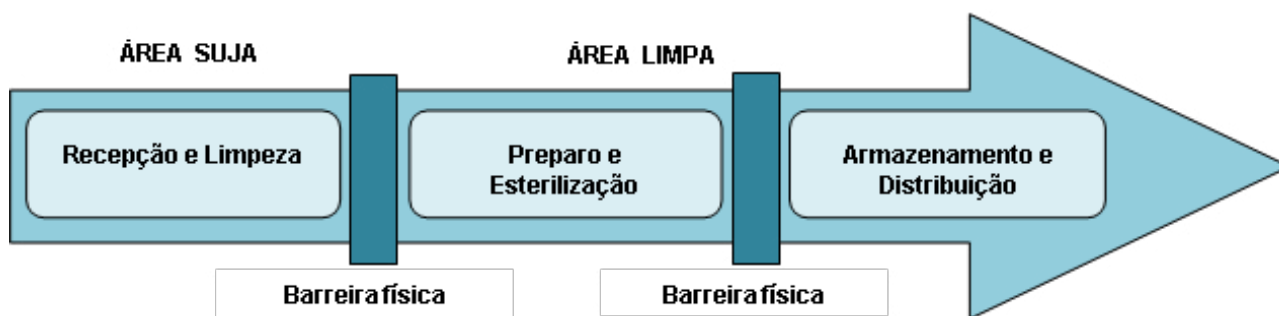 ÁREA SUJA
ÁREA LIMPA
Recepção e Limpeza
Preparo e
Esterilização
Armazenamento e
Distribuição
Barreira física
Barreira física